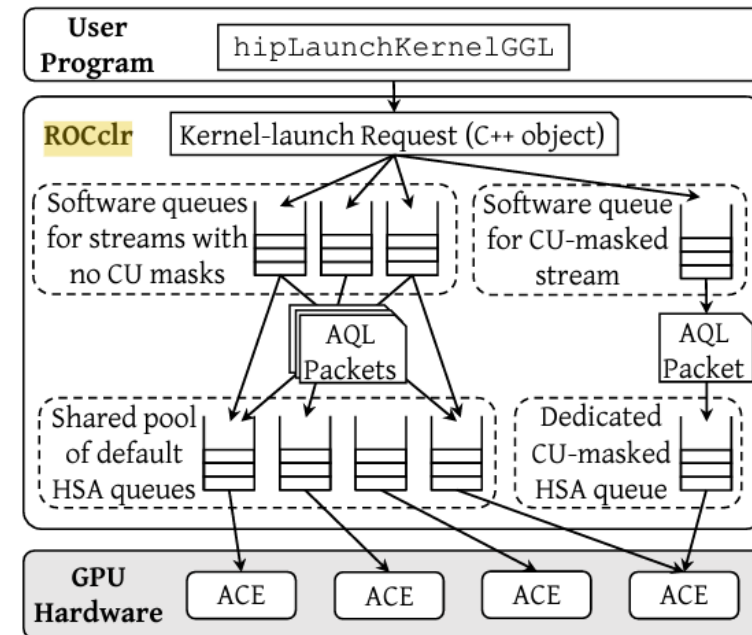 User
Program
hipLaunchKernelGGL
ROCclr
Kernel-launch Request (C++ object)
Software queues
for streams with
no CU masks
Software queue
for CU-masked
stream
AQL
Packets
AQL
Packet
Shared pool
of default
HSA queues
Dedicated
CU-masked
HSA queue
GPU
Hardware
ACE
ACE
ACE
ACE